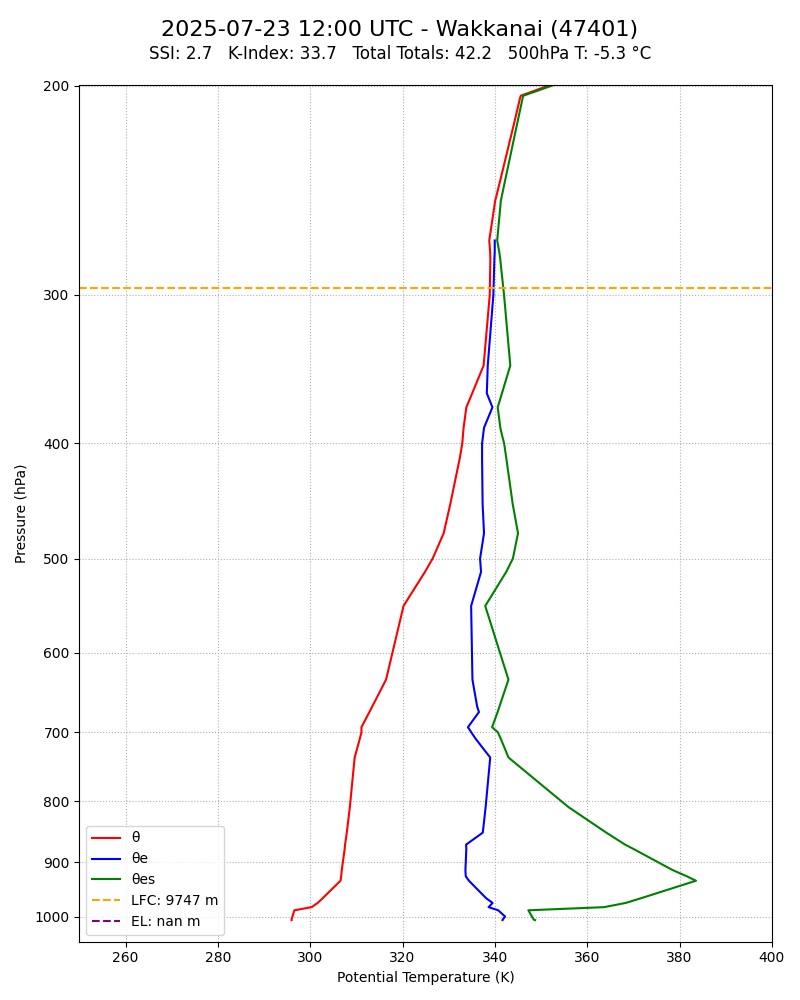 2025-07-23 12:00 UTC - Wakkanai (47401)
SSI: 2.7   K-Index: 33.7   Total Totals: 42.2   500hPa T: -5.3 °C
Pressure (hPa)
200
300
400
500
600
700
800
900
1000
θ
θe
θes
LFC: 9747 m
EL: nan m
260 280 300 320 340 360 380 400
Potential Temperature (K)